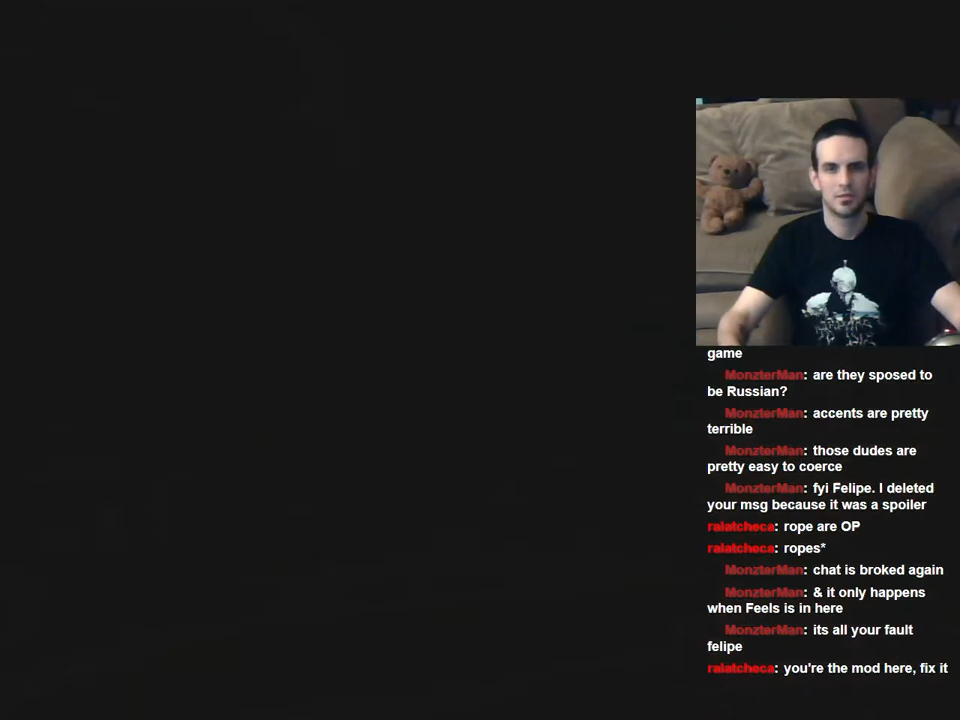 game
MonzterMan: are they sposed to
be Russian?
MonzterMan: accents are pretty
terrible
MonzterMan: those dudes are
pretty easy to coerce
MonzterMan: fyi Felipe. I deleted
your msg because it was a spoiler
ralatcheca: rope are OP
ralatcheca: ropes*
MonzterMan: chat is broked again
MonzterMan: & it only happens
when Feels is in here
MonzterMan: its all your fault
felipe
ralatcheca: you're the mod here, fix it